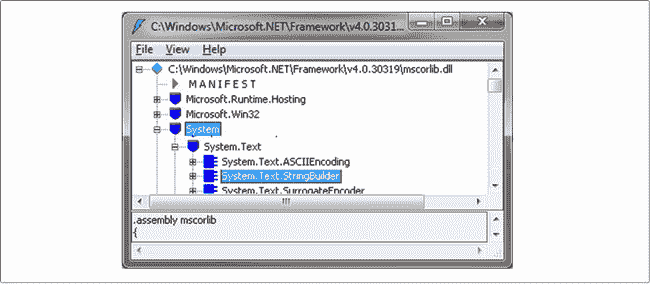 C:\Windows\Microsoft.NET\Framework\v4.0.3031...
File View Help
C:\Windows\Microsoft.NET\Framework\v4.0.30319\mscorlib.dll
MANIFEST
Microsoft.Runtime.Hosting
Microsoft.Win32
System
System.Text
System.Text.ASCIIEncoding
System.Text.StringBuilder
System.Text.SurrogateEncoder
.assembly mscorlib
{